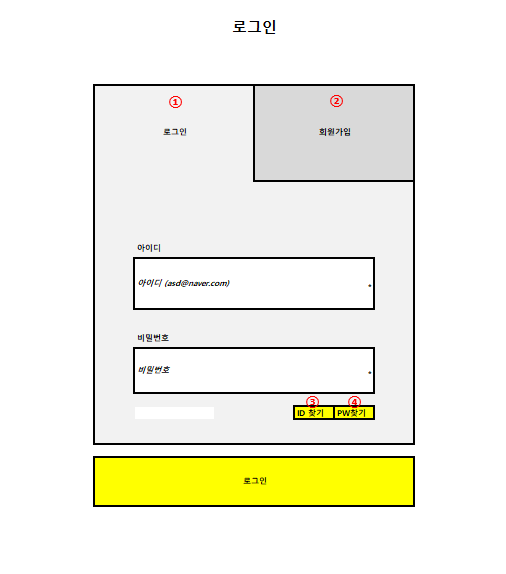 로그인
① ②
로그인 회원가입
아이디
아이디 (asd@naver.com) *
비밀번호
비밀번호 *
③ ④
ID 찾기 PW찾기
로그인